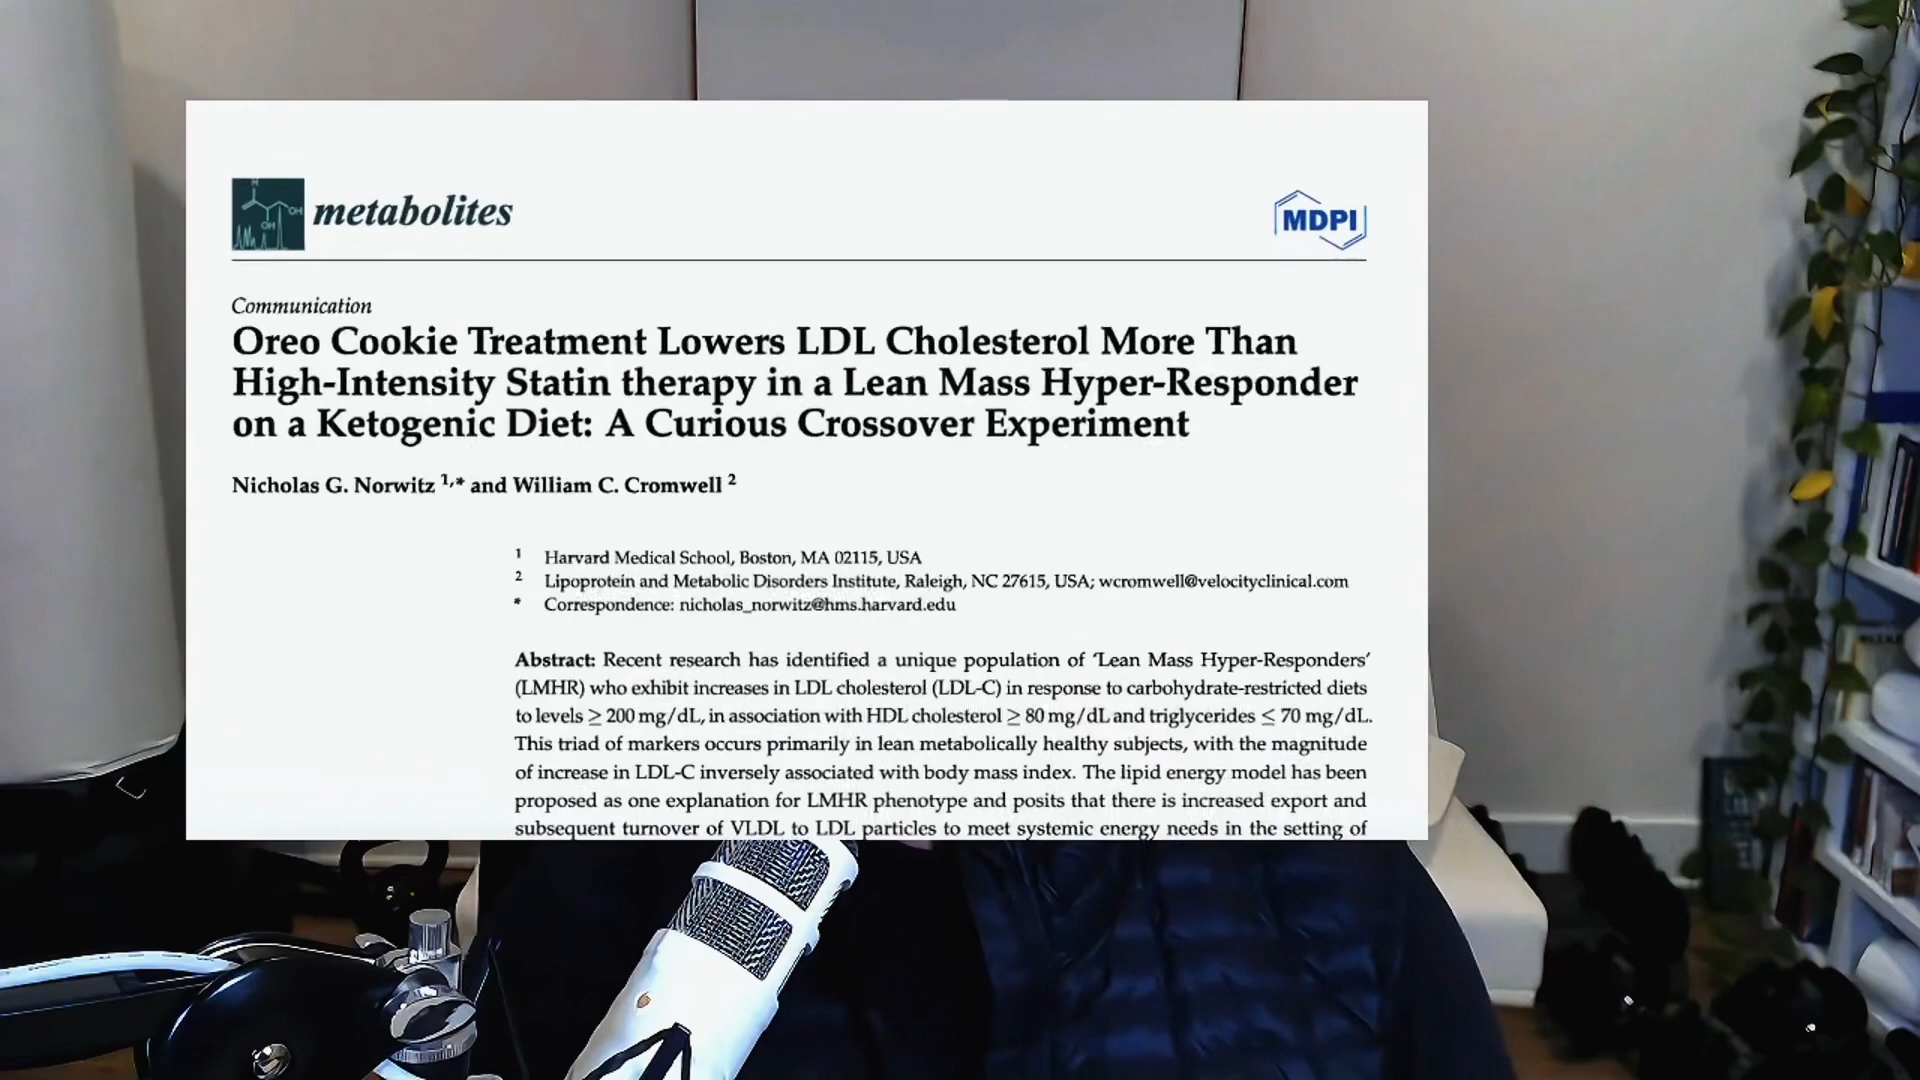 metabolites
MDPI
Communication
Oreo Cookie Treatment Lowers LDL Cholesterol More Than
High-Intensity Statin therapy in a Lean Mass Hyper-Responder
on a Ketogenic Diet: A Curious Crossover Experiment
Nicholas G. Norwitz 1,* and William C. Cromwell 2
1 Harvard Medical School, Boston, MA 02115, USA
2 Lipoprotein and Metabolic Disorders Institute, Raleigh, NC 27615, USA; wcromwell@velocityclinical.com
* Correspondence: nicholas_norwitz@hms.harvard.edu
Abstract: Recent research has identified a unique population of ‘Lean Mass Hyper-Responders’
(LMHR) who exhibit increases in LDL cholesterol (LDL-C) in response to carbohydrate-restricted diets
to levels ≥ 200 mg/dL, in association with HDL cholesterol ≥ 80 mg/dL and triglycerides ≤ 70 mg/dL.
This triad of markers occurs primarily in lean metabolically healthy subjects, with the magnitude
of increase in LDL-C inversely associated with body mass index. The lipid energy model has been
proposed as one explanation for LMHR phenotype and posits that there is increased export and
subsequent turnover of VLDL to LDL particles to meet systemic energy needs in the setting of